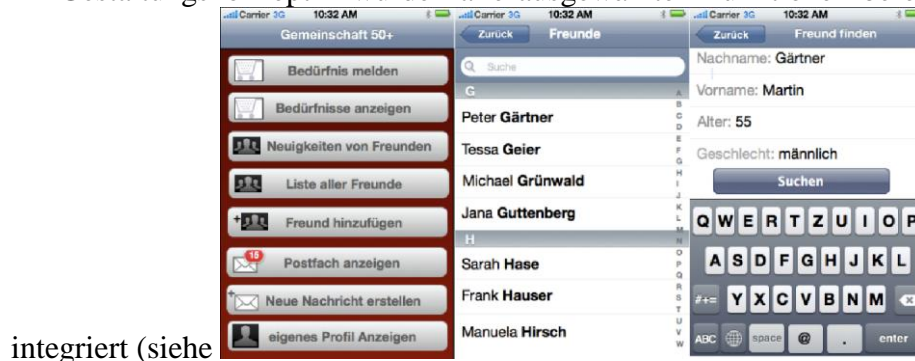 Carrier 3G 10:32 AM
Gemeinschaft 50+
Bedürfnis melden
Bedürfnisse anzeigen
Neuigkeiten von Freunden
Liste aller Freunde
Freund hinzufügen
15
Postfach anzeigen
Neue Nachricht erstellen
eigenes Profil Anzeigen
Carrier 3G 10:32 AM
Zurück Freunde
Suche
G
Peter Gärtner
Tessa Geier
Michael Grünwald
Jana Guttenberg
H
Sarah Hase
Frank Hauser
Manuela Hirsch
A
B
C
D
E
F
G
H
I
J
K
L
M
N
O
P
Q
R
S
T
U
V
W
Carrier 3G 10:32 AM
Zurück Freund finden
Nachname: Gärtner
Vorname: Martin
Alter: 55
Geschlecht: männlich
Suchen
Q W E R T Z U I O P
A S D F G H J K L
#+= Y X C V B N M
ABC space @ . enter
integriert (siehe